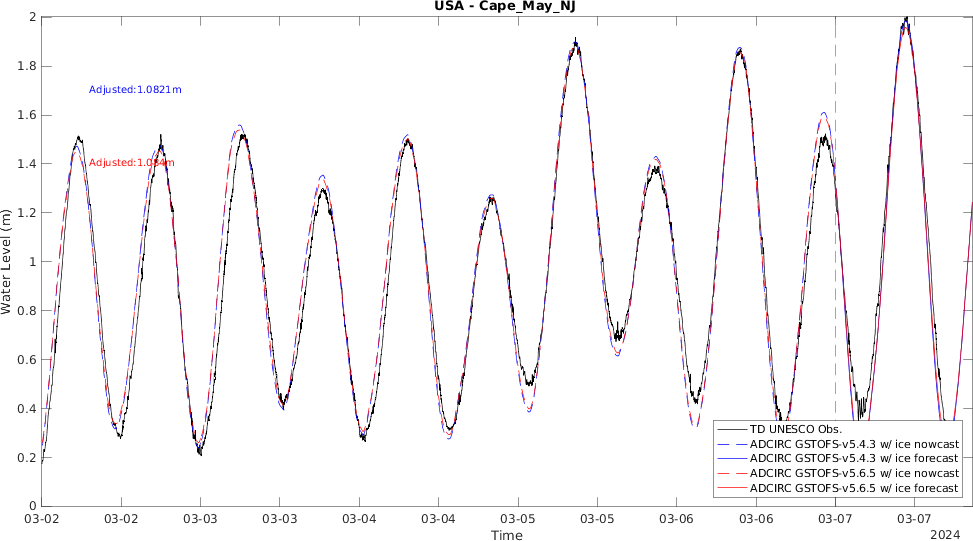 USA - Cape_May_NJ
2
1.8
1.6
1.4
1.2
1
0.8
0.6
0.4
0.2
0
Water Level (m)
Adjusted:1.0821m
Adjusted:1.084m
TD UNESCO Obs.
ADCIRC GSTOFS-v5.4.3 w/ ice nowcast
ADCIRC GSTOFS-v5.4.3 w/ ice forecast
ADCIRC GSTOFS-v5.6.5 w/ ice nowcast
ADCIRC GSTOFS-v5.6.5 w/ ice forecast
03-02 03-02 03-03 03-03 03-04 03-04 03-05 03-05 03-06 03-06 03-07 03-07
Time
2024